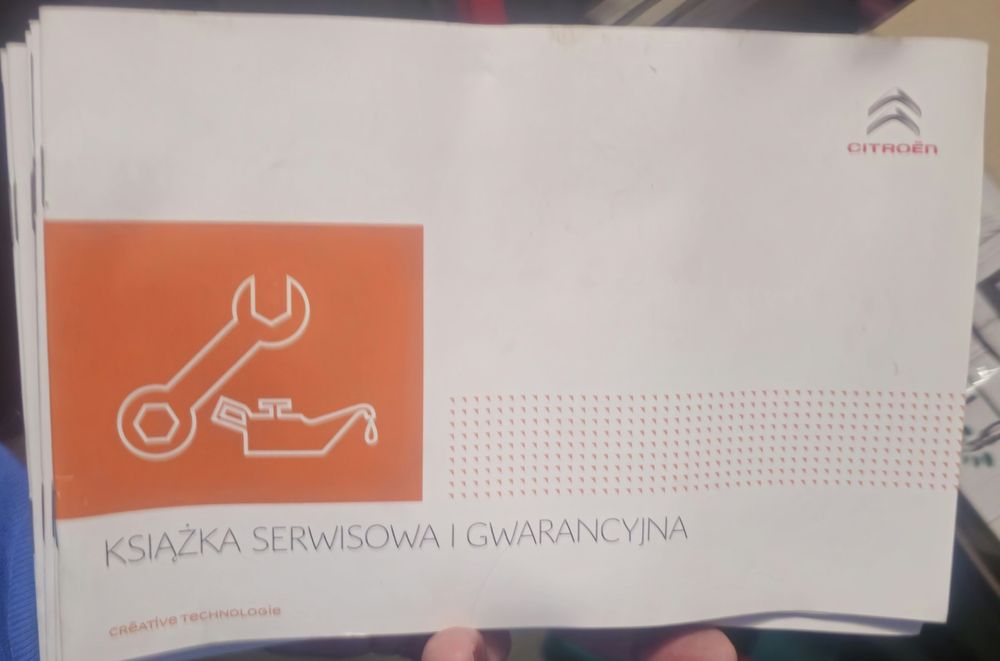 CITROËN
KSIĄŻKA SERWISOWA I GWARANCYJNA
CRéATIVe TeCHNOLOGIe